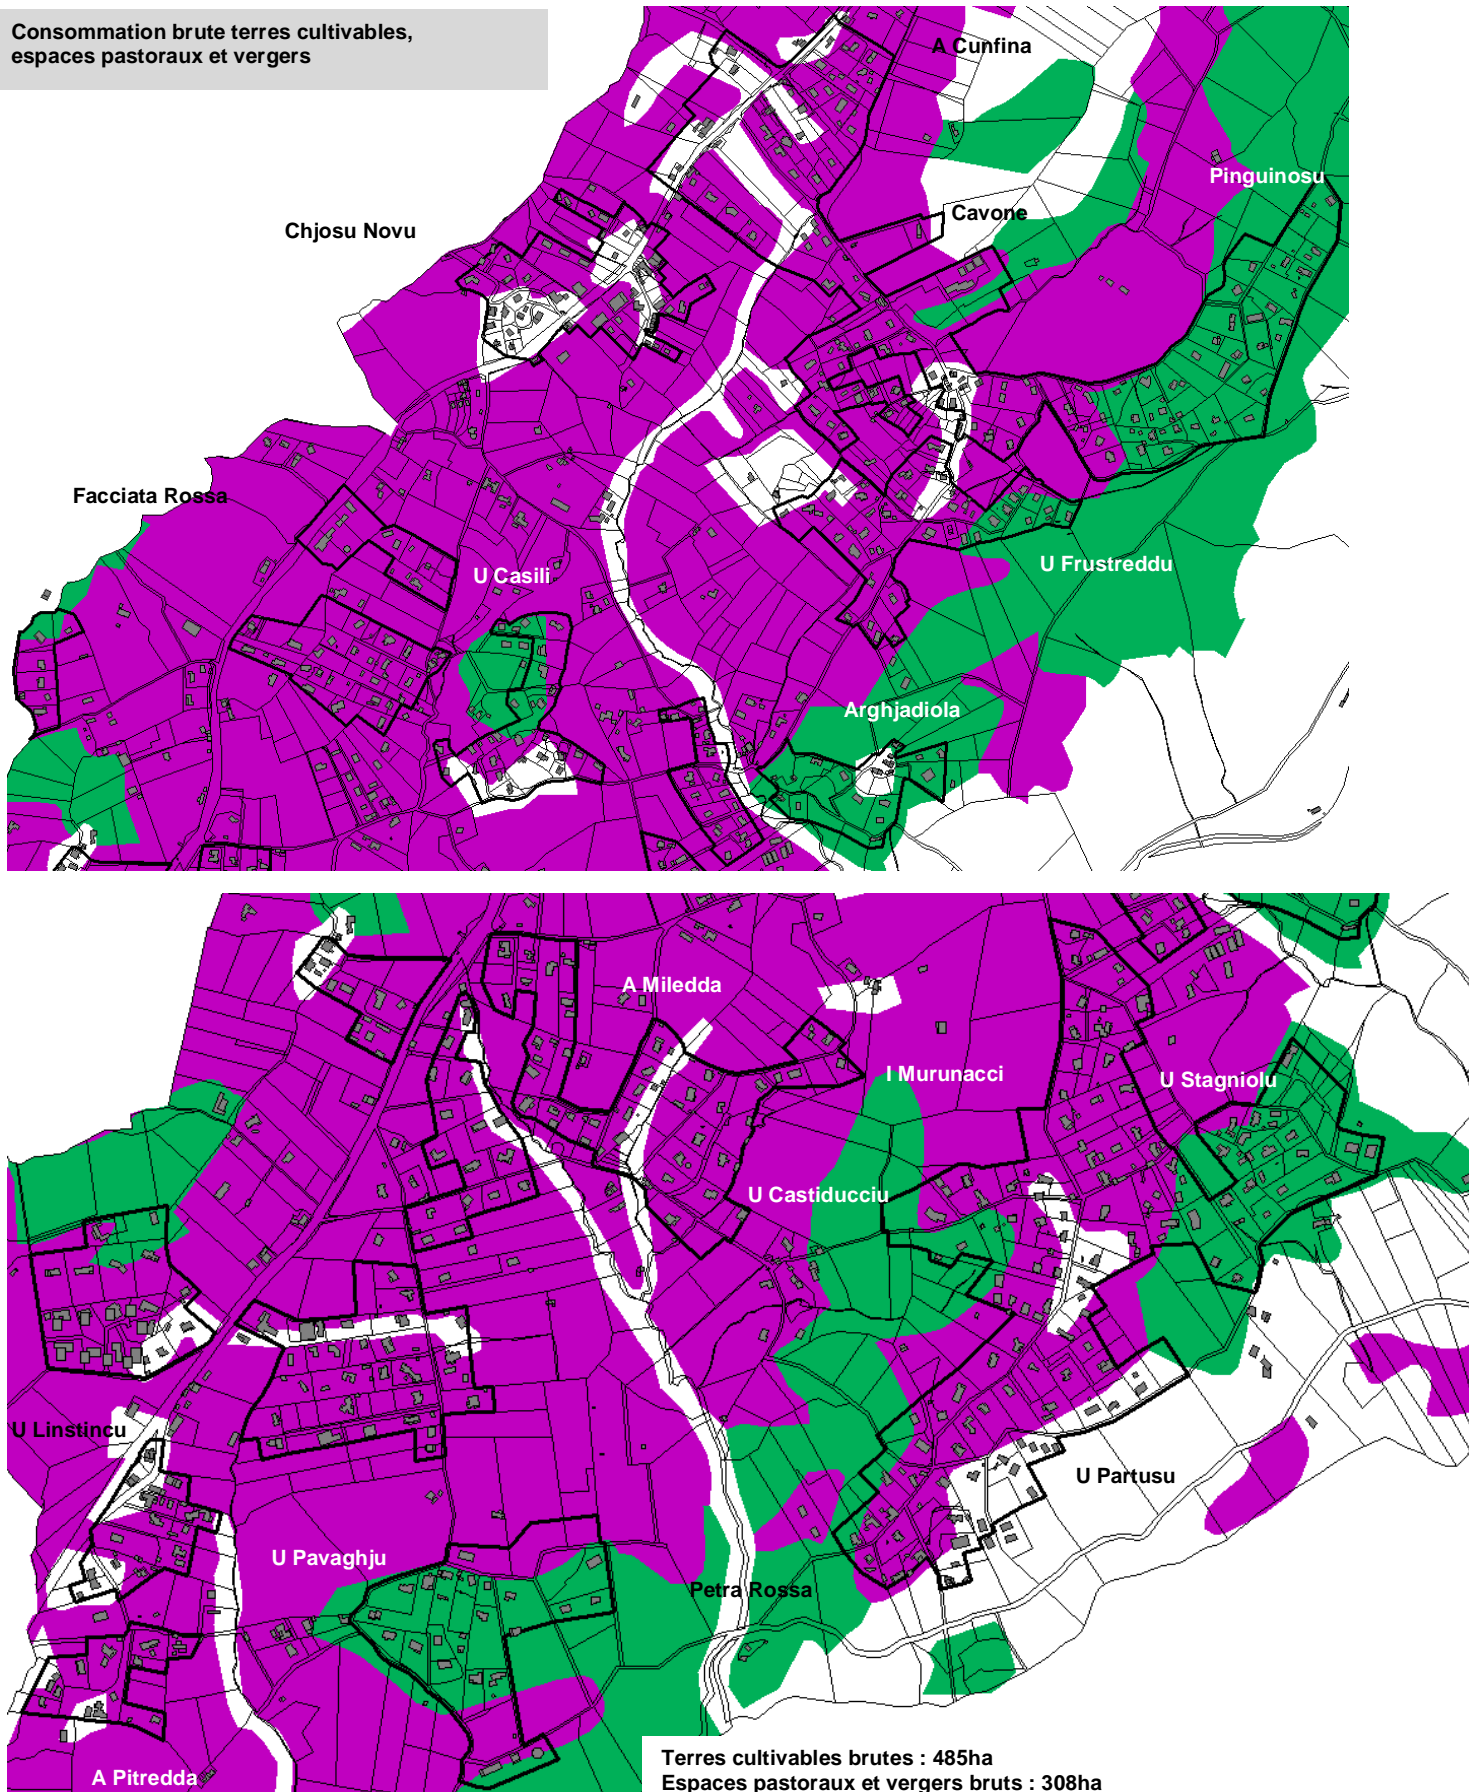 Consommation brute terres cultivables,
espaces pastoraux et vergers
A Cunfina
Pinguinosu
Cavone
Chjosu Novu
Facciata Rossa
U Casili
U Frustreddu
Arghjadiola
A Miledda
I Murunacci
U Stagniolu
U Castiducciu
U Linstincu
U Partusu
U Pavaghju
Petra Rossa
A Pitredda
Terres cultivables brutes : 485ha
Espaces pastoraux et vergers bruts : 308ha